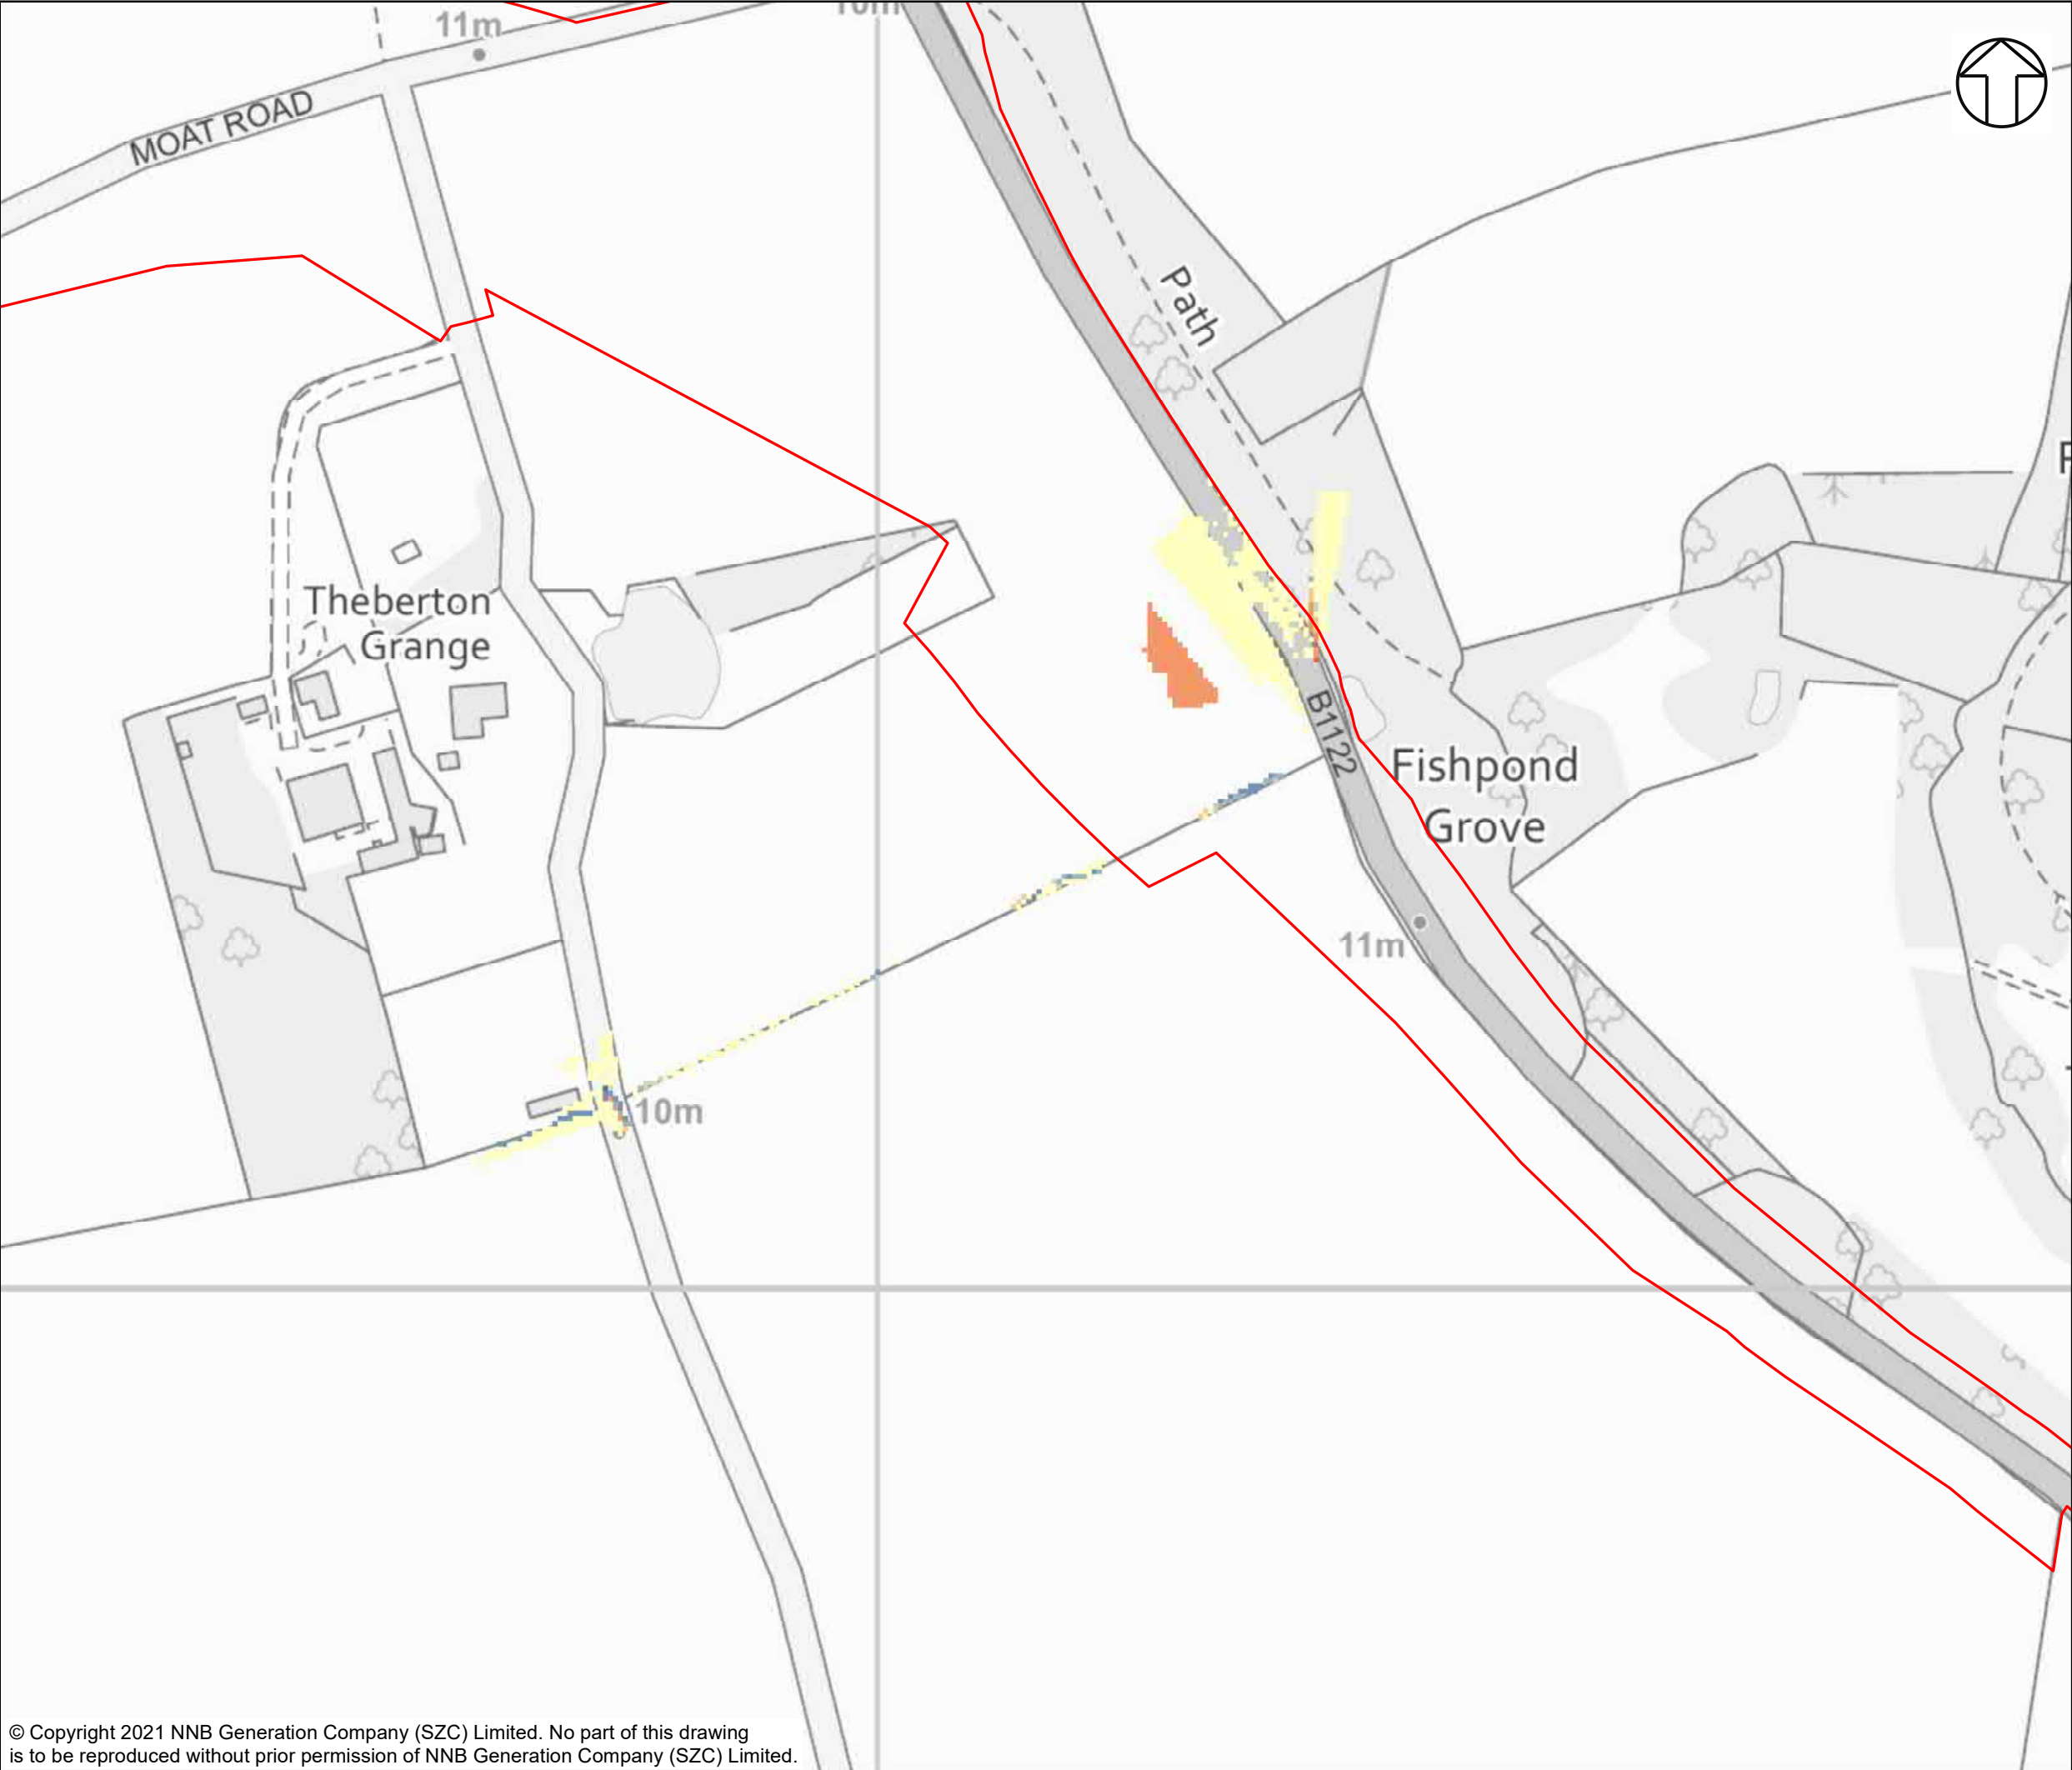 11m
10m
MOAT ROAD
Path
Theberton
Grange
B1122
Fishpond
Grove
11m
10m
© Copyright 2021 NNB Generation Company (SZC) Limited. No part of this drawing
is to be reproduced without prior permission of NNB Generation Company (SZC) Limited.